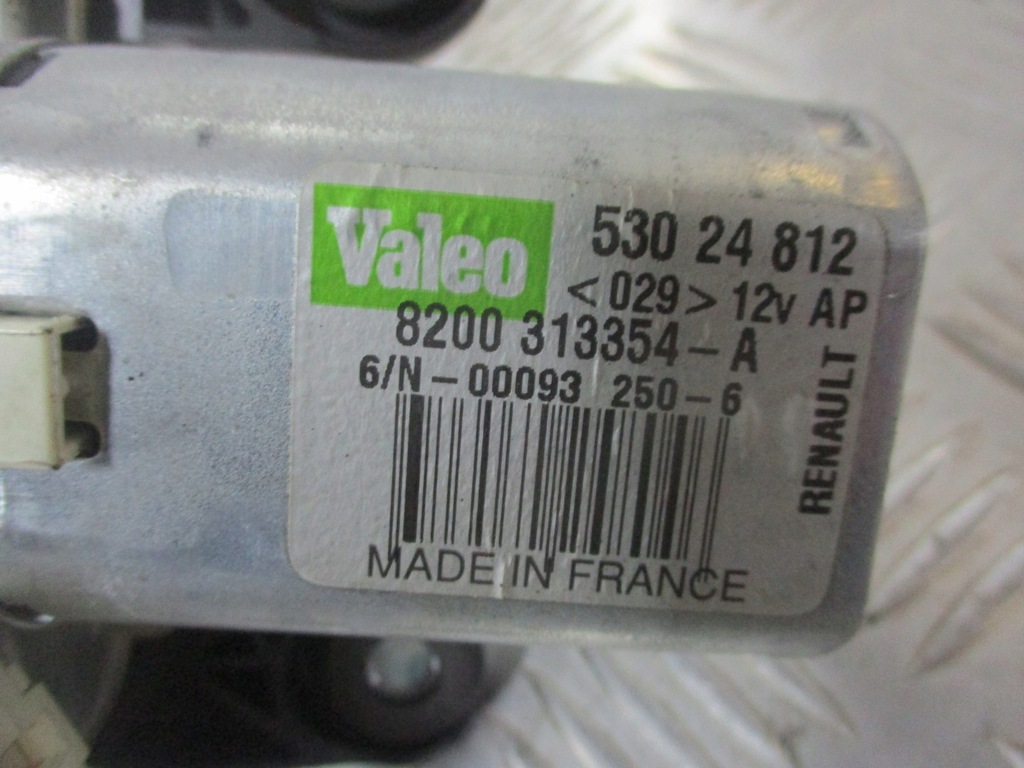 Valeo
530 24 812
<029> 12v AP
8200 313354-A
6/N-00093 250-6
RENAULT
MADE IN FRANCE